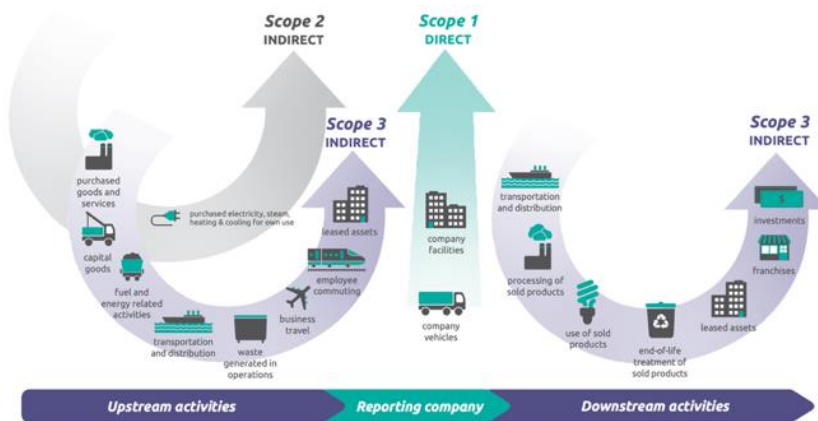 Scope 2
INDIRECT
Scope 1
DIRECT
Scope 3
INDIRECT
Scope 3
INDIRECT
purchased
goods and
services
capital
goods
fuel and
energy related
activities
transportation
and distribution
waste
generated in
operations
business
travel
employee
commuting
leased assets
purchased electricity, steam,
heating & cooling for own use
company
facilities
company
vehicles
transportation
and distribution
processing of
sold products
use of sold
products
end-of-life
treatment of
sold products
leased assets
franchises
$
investments
Upstream activities
Reporting company
Downstream activities